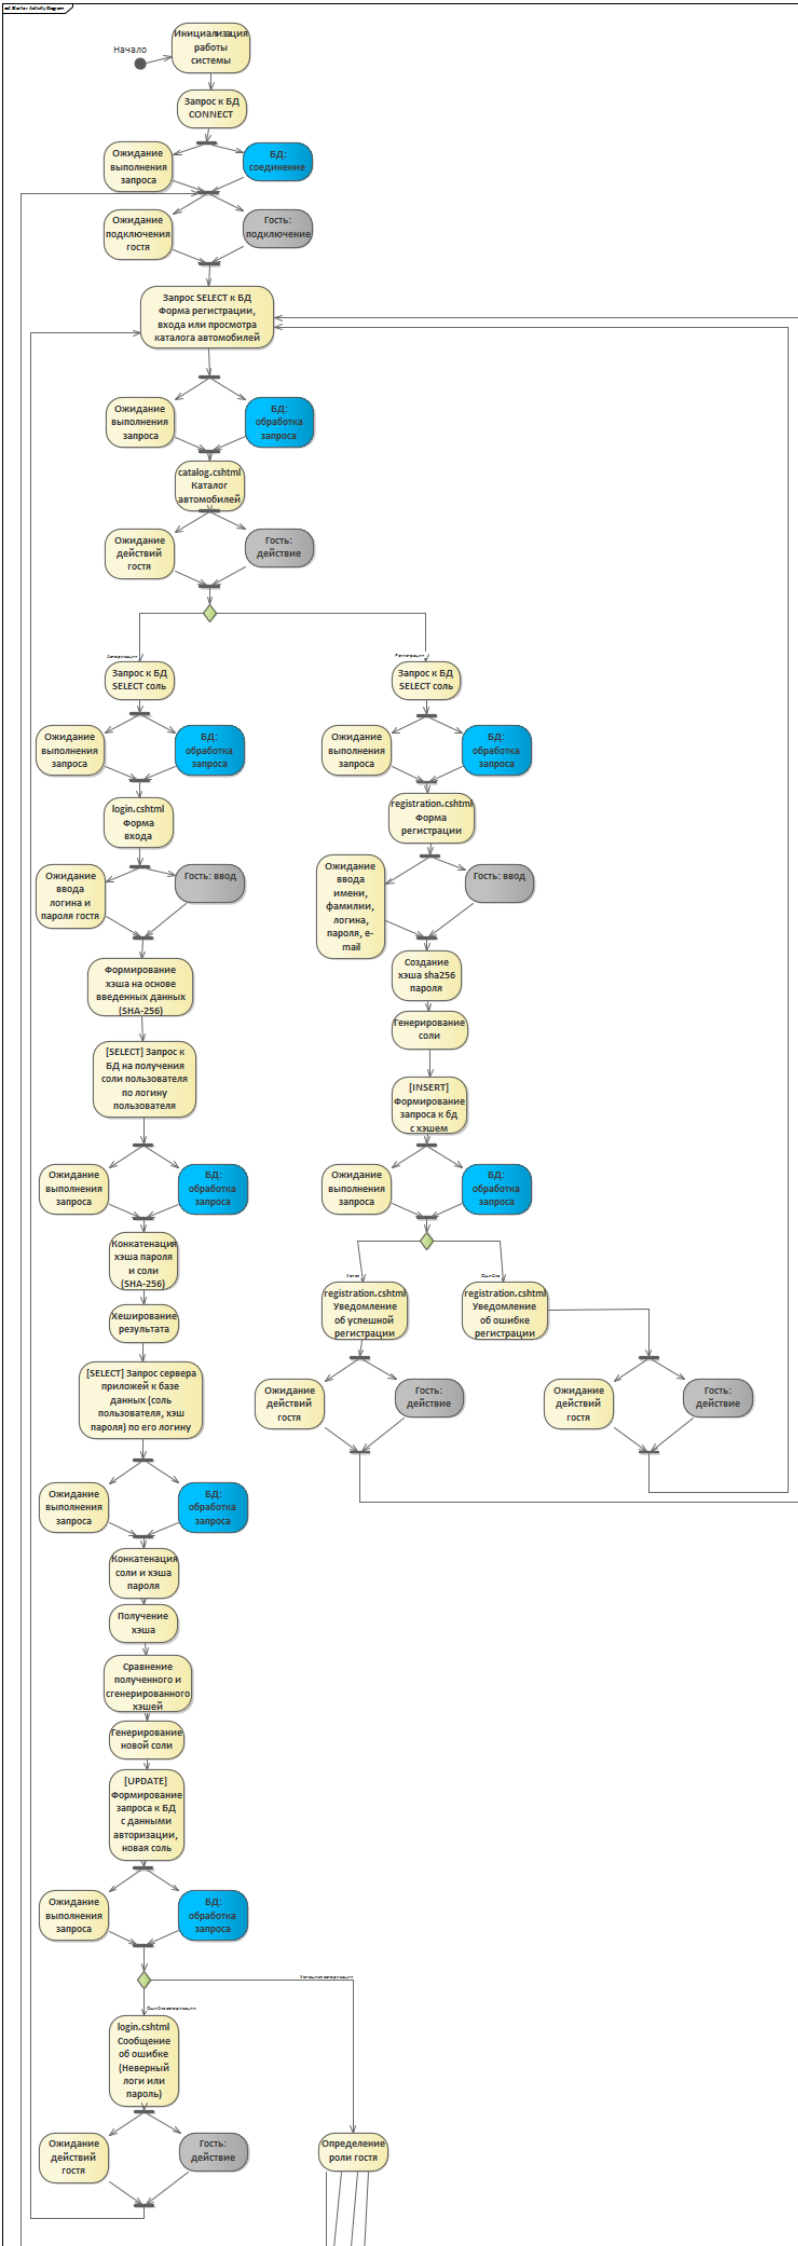 act Startor Activity Diagram
Начало
Инициализация
работы
системы
Запрос к БД
CONNECT
Ожидание
выполнения
запроса
БД:
соединение
Ожидание
подключения
гостя
Гость:
подключение
Запрос SELECT к БД
Форма регистрации,
входа или просмотра
каталога автомобилей
Ожидание
выполнения
запроса
БД:
обработка
запроса
catalog.cshtml
Каталог
автомобилей
Ожидание
действий
гостя
Гость:
действие
Авторизация
Регистрация
Запрос к БД
SELECT соль
Ожидание
выполнения
запроса
БД:
обработка
запроса
login.cshtml
Форма
входа
Ожидание
ввода
логина и
пароля гостя
Гость: ввод
Формирование
хэша на основе
введенных данных
(SHA-256)
[SELECT] Запрос к
БД на получения
соли пользователя
по логину
пользователя
Ожидание
выполнения
запроса
БД:
обработка
запроса
Конкатенация
хэша пароля
и соли
(SHA-256)
Хеширование
результата
[SELECT] Запрос сервера
приложей к базе
данных (соль
пользователя, хэш
пароля) по его логину
Ожидание
выполнения
запроса
БД:
обработка
запроса
Конкатенация
соли и хэша
пароля
Получение
хэша
Сравнение
полученного и
сгенерированного
хэшей
Генерирование
новой соли
[UPDATE]
Формирование
запроса к БД
с данными
авторизации,
новая соль
Ожидание
выполнения
запроса
БД:
обработка
запроса
Ошибка авторизации
Успешная авторизация
login.cshtml
Сообщение
об ошибке
(Неверный
логи или
пароль)
Ожидание
действий
гостя
Гость:
действие
Определение
роли гостя
Запрос к БД
SELECT соль
Ожидание
выполнения
запроса
БД:
обработка
запроса
registration.cshtml
Форма
регистрации
Ожидание
ввода
имени,
фамилии,
логина,
пароля, e-
mail
Гость: ввод
Создание
хэша sha256
пароля
Генерирование
соли
[INSERT]
Формирование
запроса к бд
с хэшем
Ожидание
выполнения
запроса
БД:
обработка
запроса
Ошибка
registration.cshtml
Уведомление
об успешной
регистрации
registration.cshtml
Уведомление
об ошибке
регистрации
Ожидание
действий
гостя
Гость:
действие
Ожидание
действий
гостя
Гость:
действие